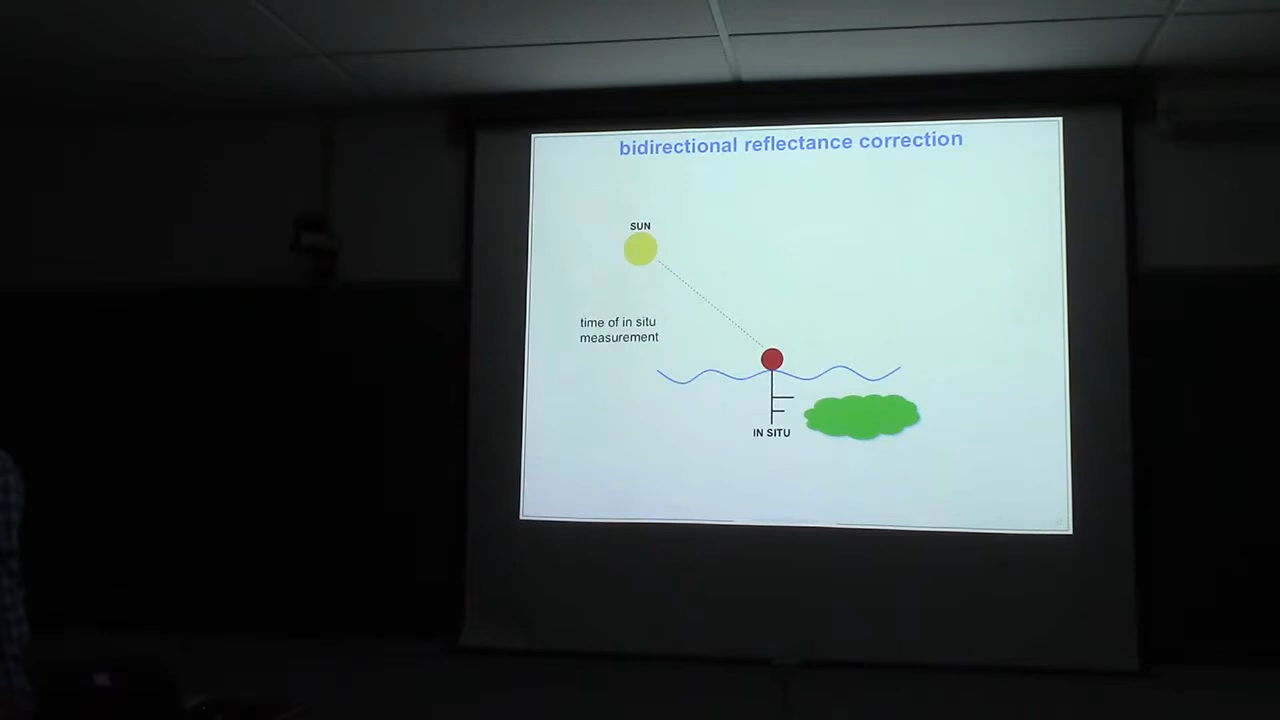 bidirectional reflectance correction
SUN
time of in situ
measurement
IN SITU